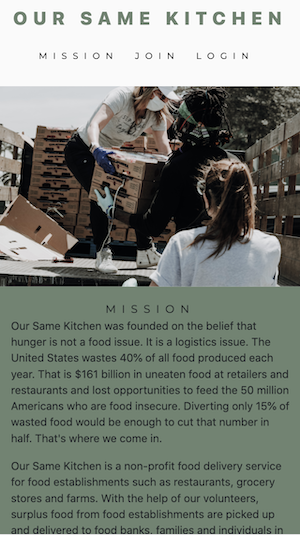 OUR SAME KITCHEN
MISSION JOIN LOGIN
MISSION
Our Same Kitchen was founded on the belief that
hunger is not a food issue. It is a logistics issue. The
United States wastes 40% of all food produced each
year. That is $161 billion in uneaten food at retailers and
restaurants and lost opportunities to feed the 50 million
Americans who are food insecure. Diverting only 15% of
wasted food would be enough to cut that number in
half. That's where we come in.
Our Same Kitchen is a non-profit food delivery service
for food establishments such as restaurants, grocery
stores and farms. With the help of our volunteers,
surplus food from food establishments are picked up
and delivered to food banks, families and individuals in